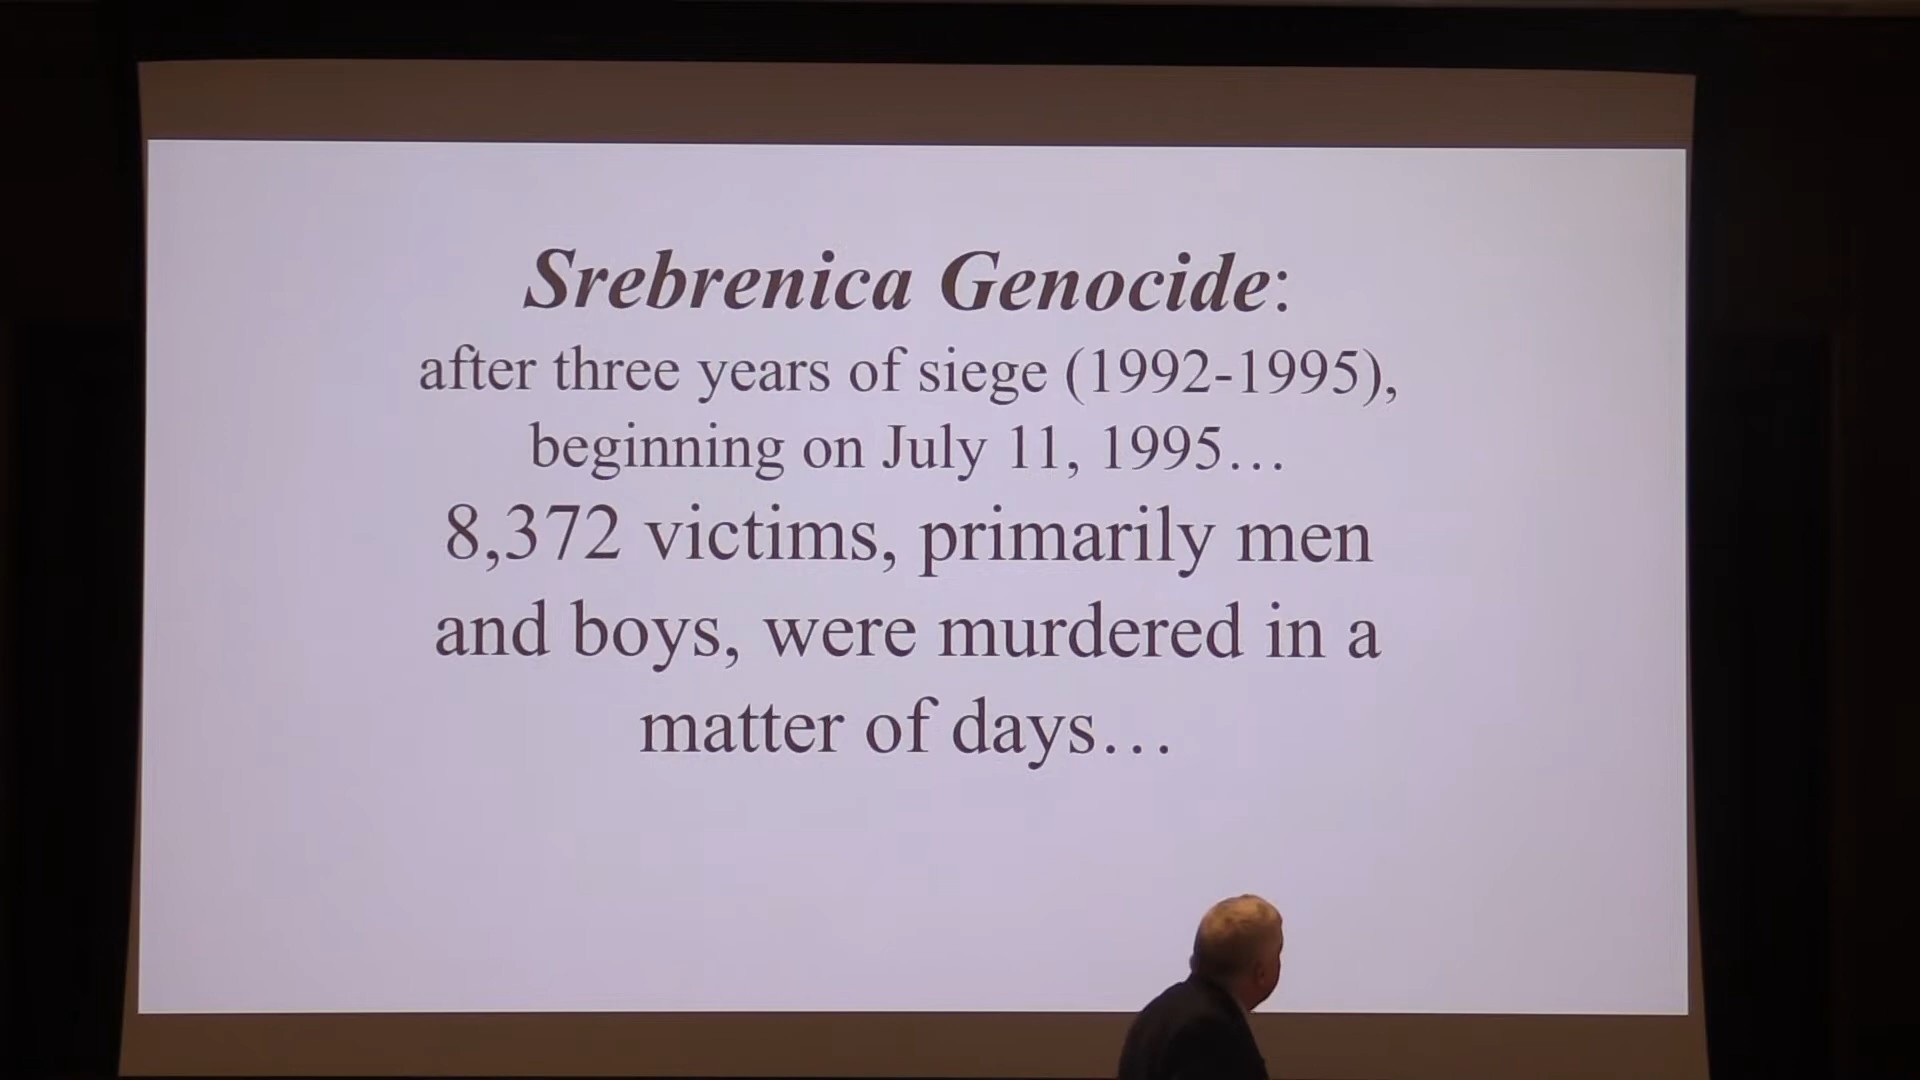 Srebrenica Genocide:
after three years of siege (1992-1995),
beginning on July 11, 1995…
8,372 victims, primarily men
and boys, were murdered in a
matter of days…